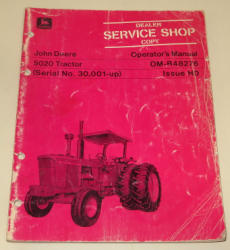 DEALER
SERVICE SHOP
COPY
John Deere Operator's Manual
5020 Tractor OM-R48276
(Serial No. 30,001-up) Issue H0